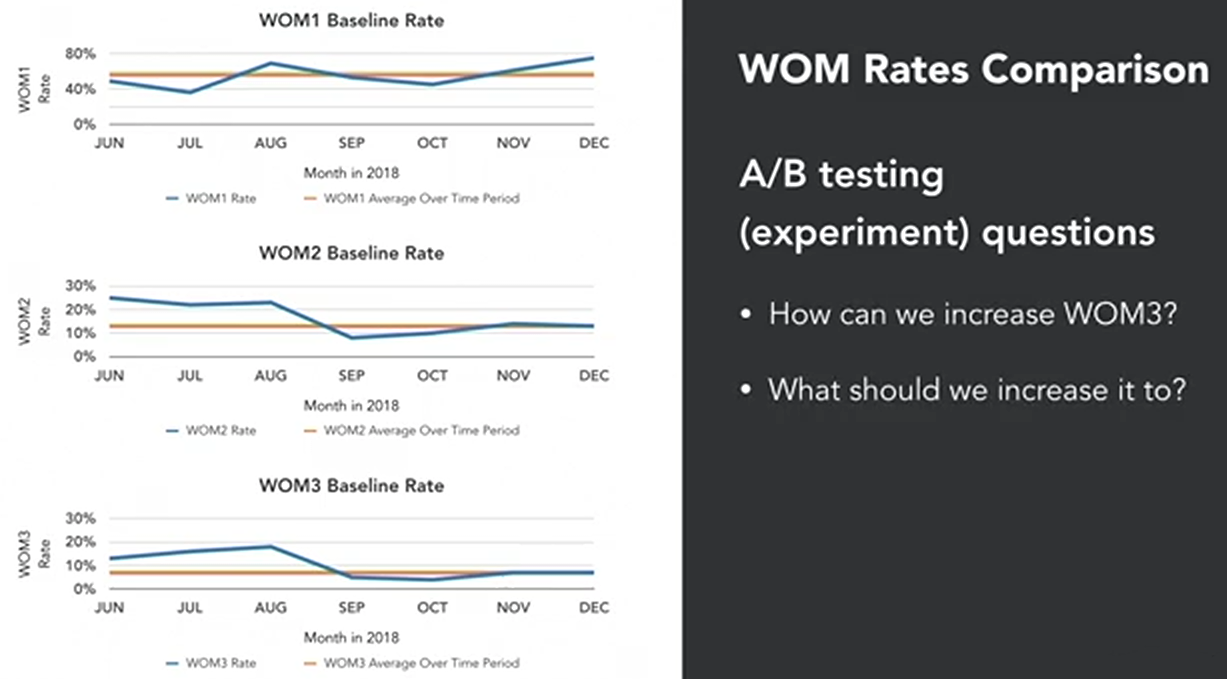 WOM1 Baseline Rate
WOM1
Rate
80%
40%
0%
JUN JUL AUG SEP OCT NOV DEC
Month in 2018
WOM1 Rate WOM1 Average Over Time Period
WOM2 Baseline Rate
WOM2
Rate
30%
20%
10%
0%
JUN JUL AUG SEP OCT NOV DEC
Month in 2018
WOM2 Rate WOM2 Average Over Time Period
WOM3 Baseline Rate
WOM3
Rate
30%
20%
10%
0%
JUN JUL AUG SEP OCT NOV DEC
Month in 2018
WOM3 Rate WOM3 Average Over Time Period
WOM Rates Comparison
A/B testing
(experiment) questions
• How can we increase WOM3?
• What should we increase it to?